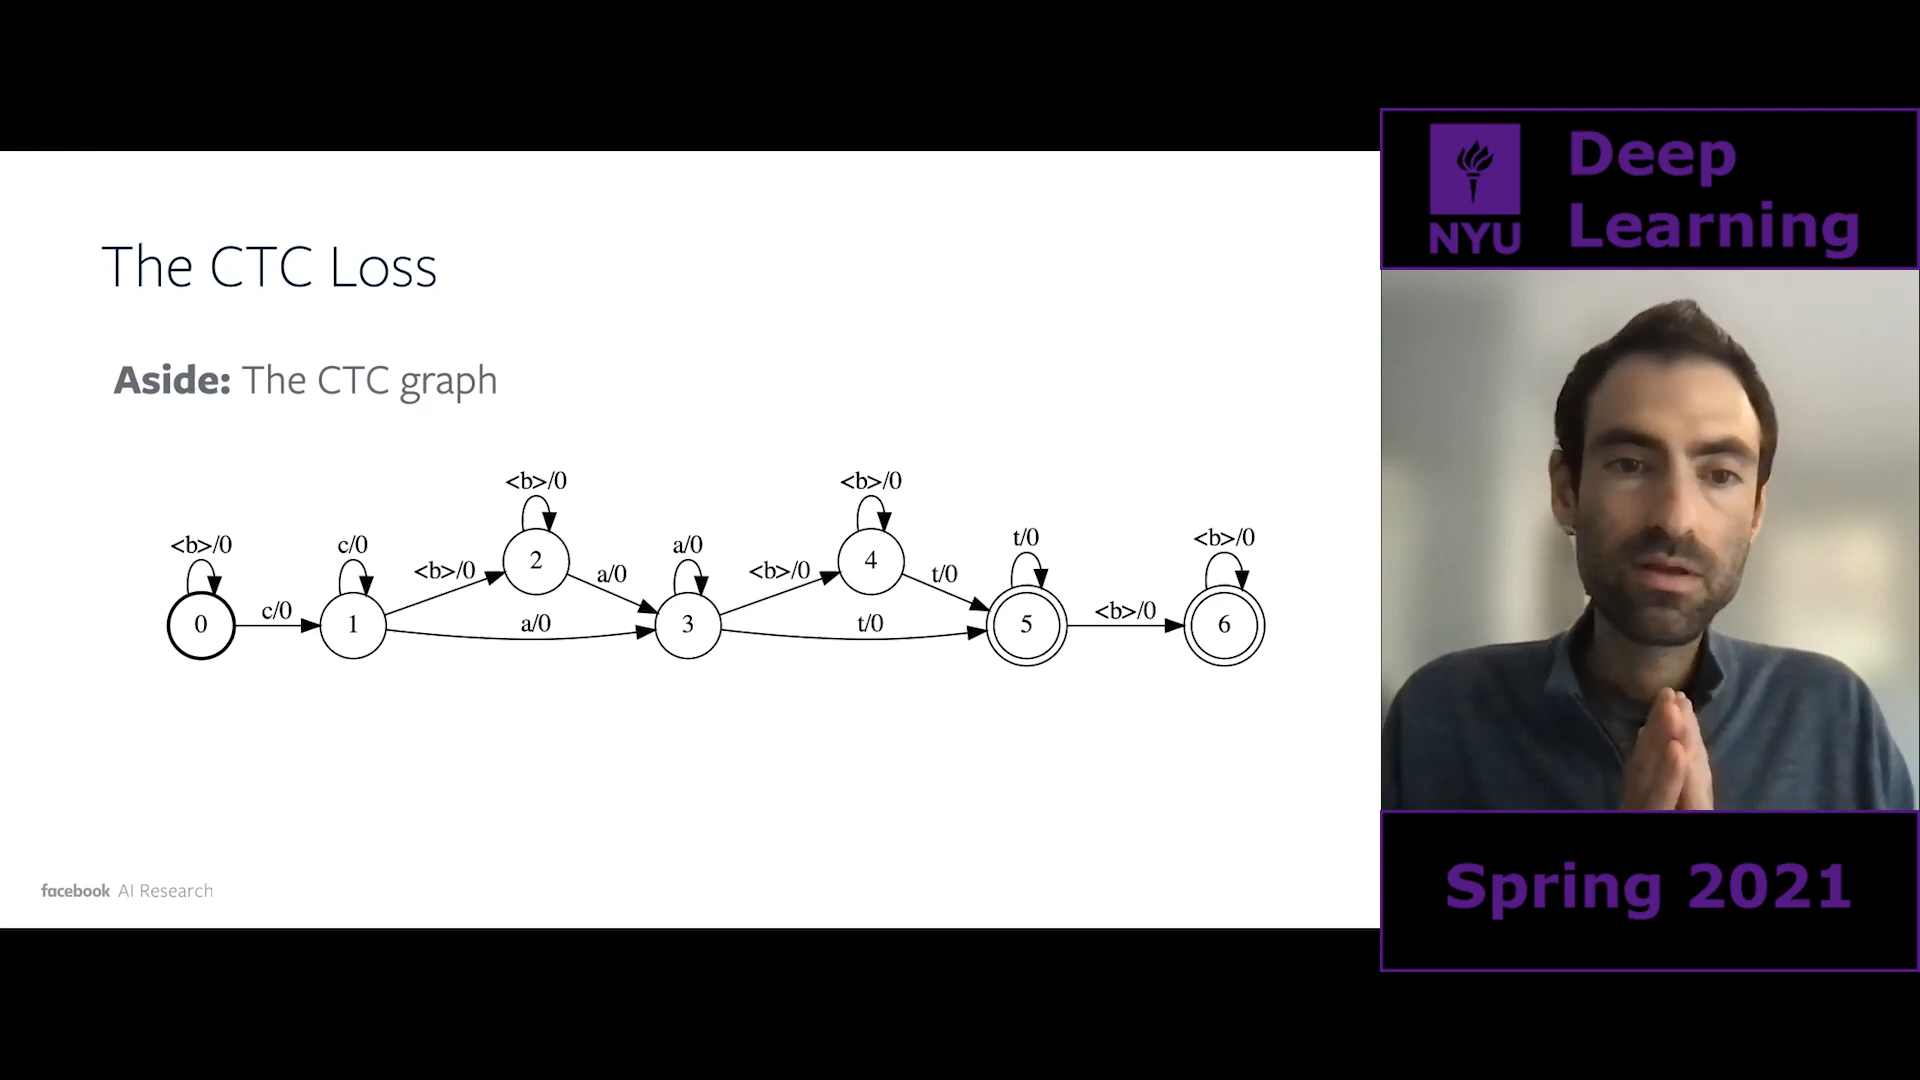 The CTC Loss
Aside: The CTC graph
<b>/0
<b>/0
<b>/0
c/0
a/0
t/0
<b>/0
c/0
<b>/0
a/0
<b>/0
t/0
<b>/0
a/0
t/0
0
1
2
3
4
5
6
facebook AI Research
NYU
Deep
Learning
Spring 2021